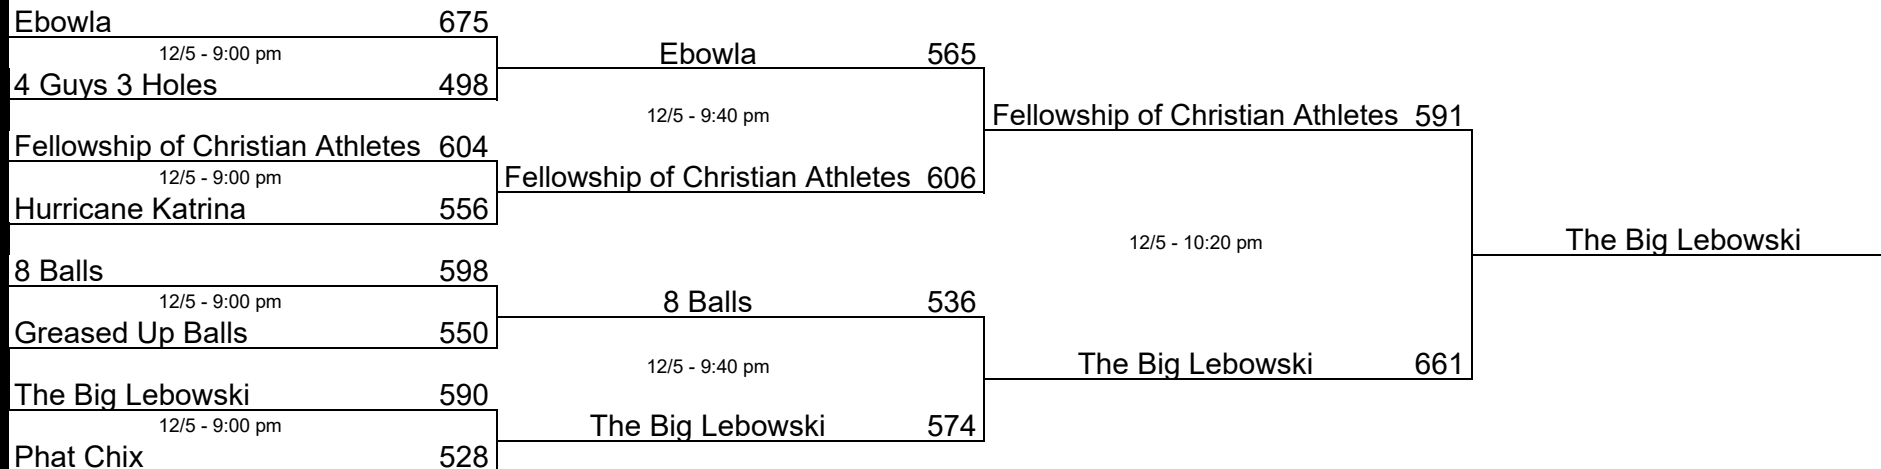 Ebowla 675
12/5 - 9:00 pm
4 Guys 3 Holes 498
Fellowship of Christian Athletes 604
12/5 - 9:00 pm
Hurricane Katrina 556
8 Balls 598
12/5 - 9:00 pm
Greased Up Balls 550
The Big Lebowski 590
12/5 - 9:00 pm
Phat Chix 528
Ebowla 565
12/5 - 9:40 pm
Fellowship of Christian Athletes 606
8 Balls 536
12/5 - 9:40 pm
The Big Lebowski 574
Fellowship of Christian Athletes 591
12/5 - 10:20 pm
The Big Lebowski 661
The Big Lebowski